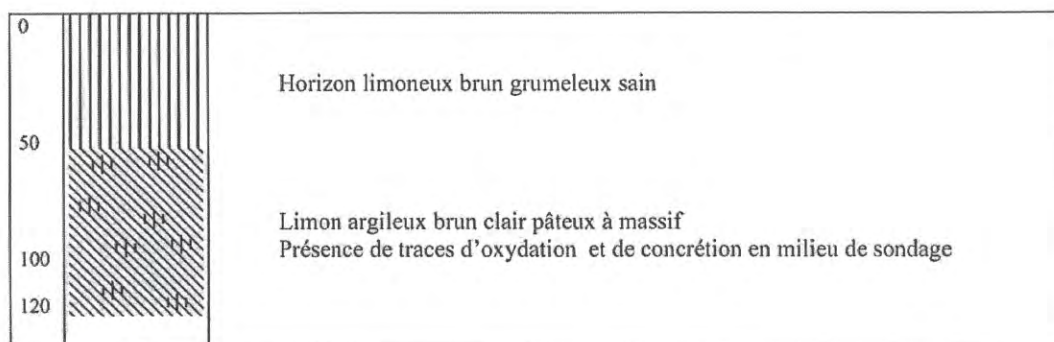 0
Horizon limoneux brun grumeleux sain
50
Limon argileux brun clair pâteux à massif
Présence de traces d'oxydation et de concrétion en milieu de sondage
100
120